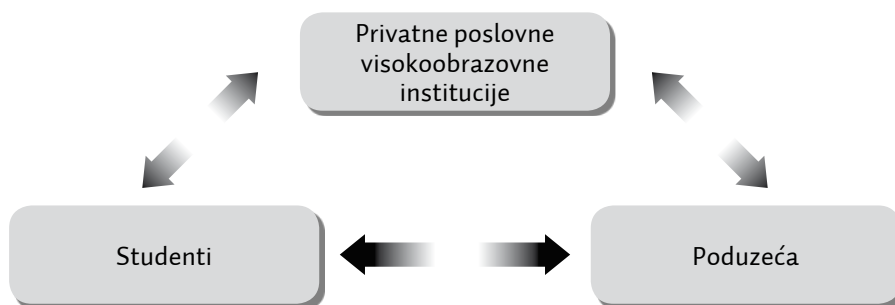 Privatne poslovne
visokoobrazovne
institucije
Studenti
Poduzeća